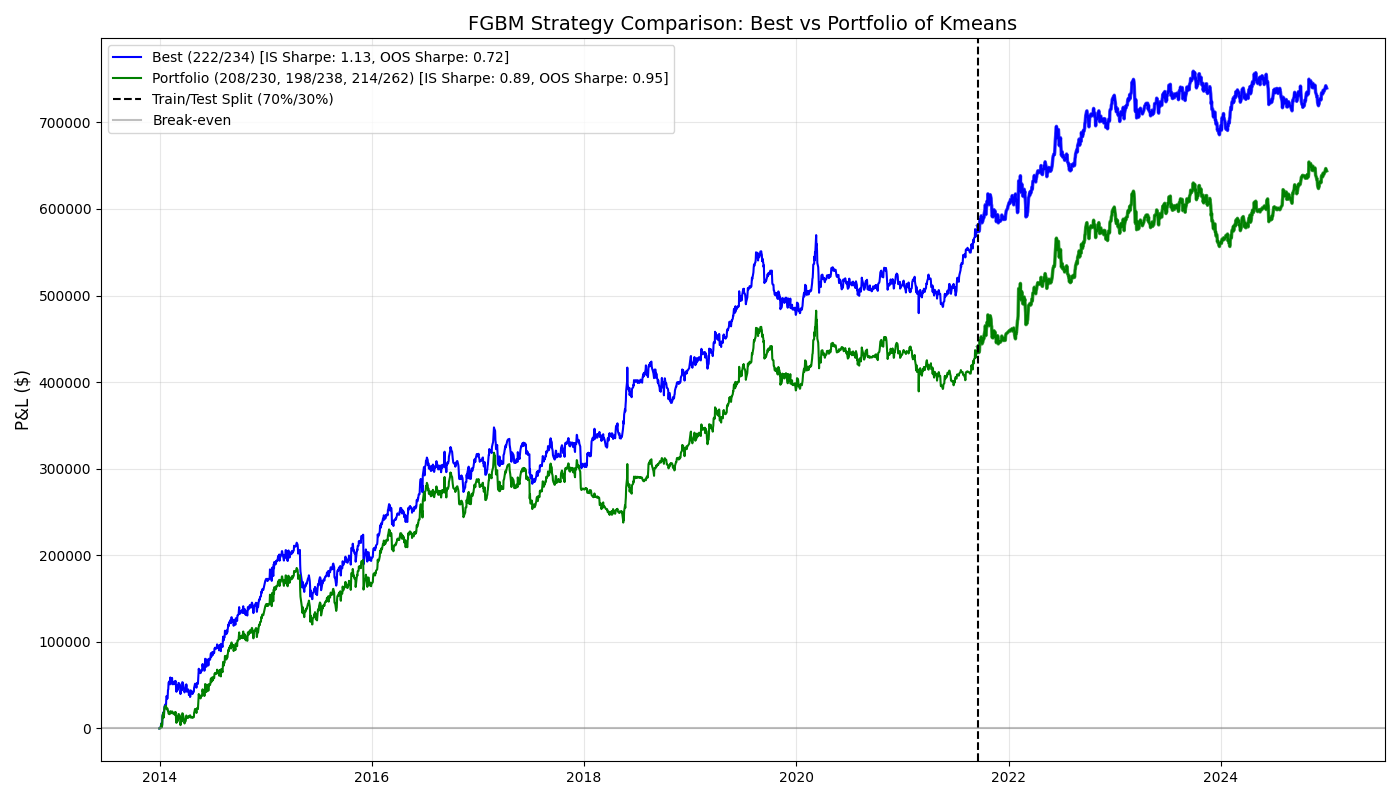 FGBM Strategy Comparison: Best vs Portfolio of Kmeans
Best (222/234) [IS Sharpe: 1.13, OOS Sharpe: 0.72]
Portfolio (208/230, 198/238, 214/262) [IS Sharpe: 0.89, OOS Sharpe: 0.95]
Train/Test Split (70%/30%)
Break-even
P&L ($)
700000
600000
500000
400000
300000
200000
100000
0
2014 2016 2018 2020 2022 2024